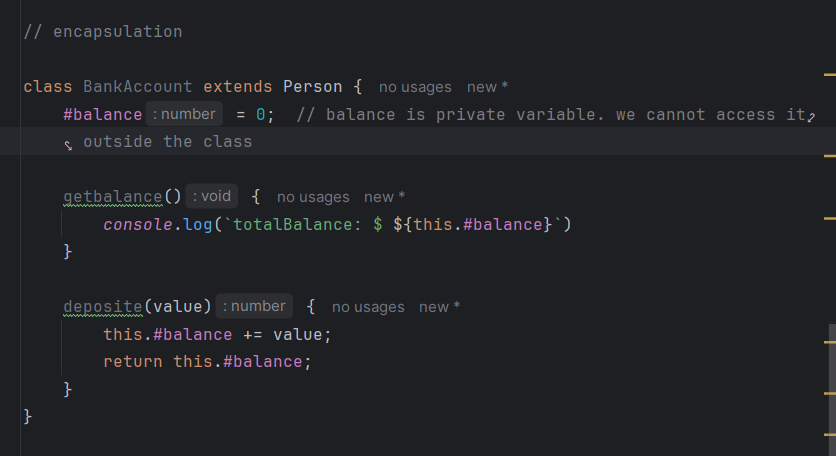 // encapsulation
class BankAccount extends Person { no usages new *
#balance : number = 0; // balance is private variable. we cannot access it
outside the class
getbalance() : void { no usages new *
console.log(`totalBalance: $ ${this.#balance}`)
}
deposite(value) : number { no usages new *
this.#balance += value;
return this.#balance;
}
}